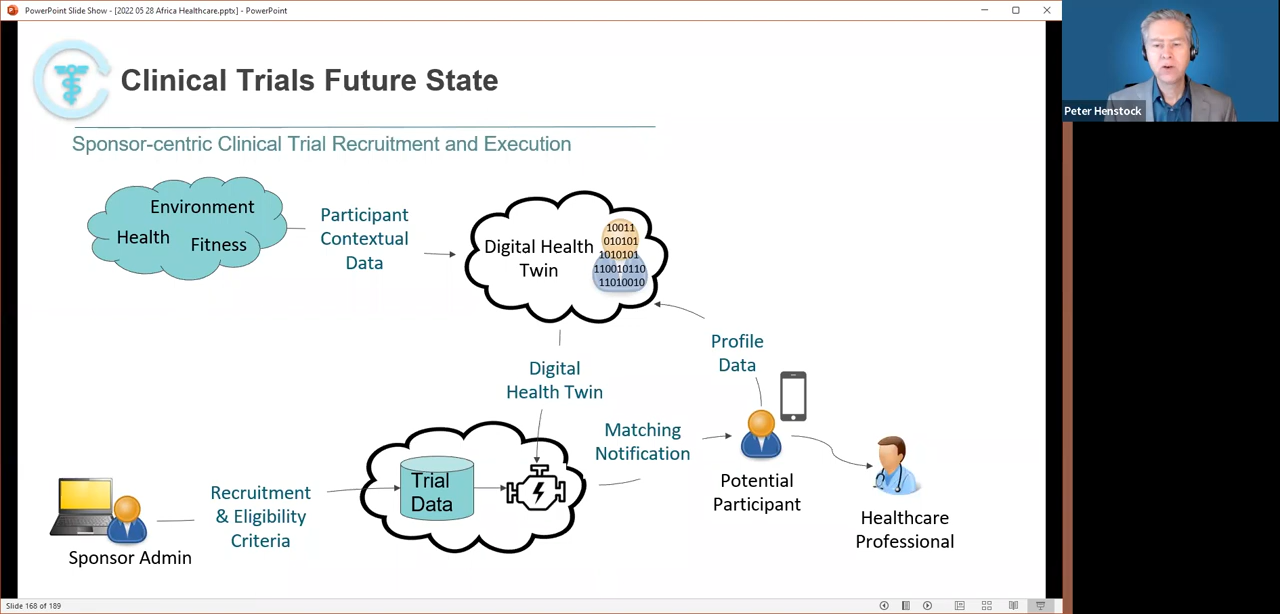 PowerPoint Slide Show - [2022 05 28 Africa Healthcare.pptx] - PowerPoint
Peter Henstock
Clinical Trials Future State
Sponsor-centric Clinical Trial Recruitment and Execution
Environment
Health
Fitness
Participant
Contextual
Data
Digital Health
Twin
10011
010101
1010101
110010110
11010010
Profile
Data
Digital
Health Twin
Matching
Notification
Trial
Data
Potential
Participant
Recruitment
& Eligibility
Criteria
Healthcare
Professional
Sponsor Admin
Slide 168 of 189